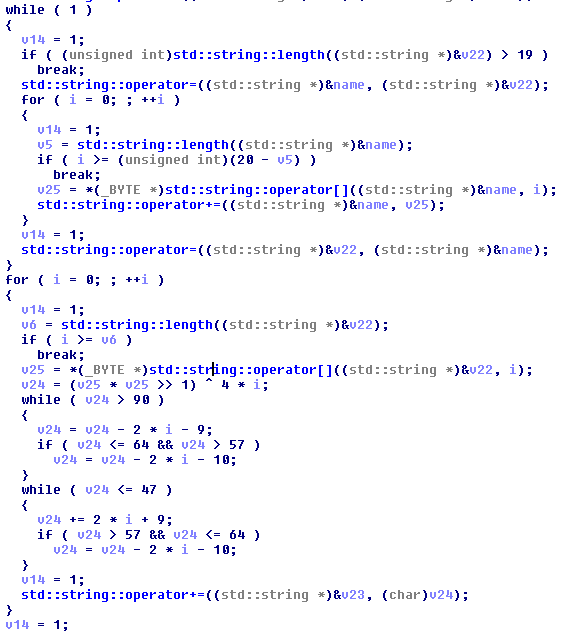 while ( 1 )
{
  v14 = 1;
  if ( (unsigned int)std::string::length((std::string *)&v22) > 19 )
    break;
  std::string::operator=((std::string *)&name, (std::string *)&v22);
  for ( i = 0; ; ++i )
  {
    v14 = 1;
    v5 = std::string::length((std::string *)&name);
    if ( i >= (unsigned int)(20 - v5) )
      break;
    v25 = *(_BYTE *)std::string::operator[]((std::string *)&name, i);
    std::string::operator+=((std::string *)&name, v25);
  }
  v14 = 1;
  std::string::operator=((std::string *)&v22, (std::string *)&name);
}
for ( i = 0; ; ++i )
{
  v14 = 1;
  v6 = std::string::length((std::string *)&v22);
  if ( i >= v6 )
    break;
  v25 = *(_BYTE *)std::string::operator[]((std::string *)&v22, i);
  v24 = (v25 * v25 >> 1) ^ 4 * i;
  while ( v24 > 90 )
  {
    v24 = v24 - 2 * i - 9;
    if ( v24 <= 64 && v24 > 57 )
      v24 = v24 - 2 * i - 10;
  }
  while ( v24 <= 47 )
  {
    v24 += 2 * i + 9;
    if ( v24 > 57 && v24 <= 64 )
      v24 = v24 - 2 * i - 10;
  }
  v14 = 1;
  std::string::operator+=((std::string *)&v23, (char)v24);
}
v14 = 1;